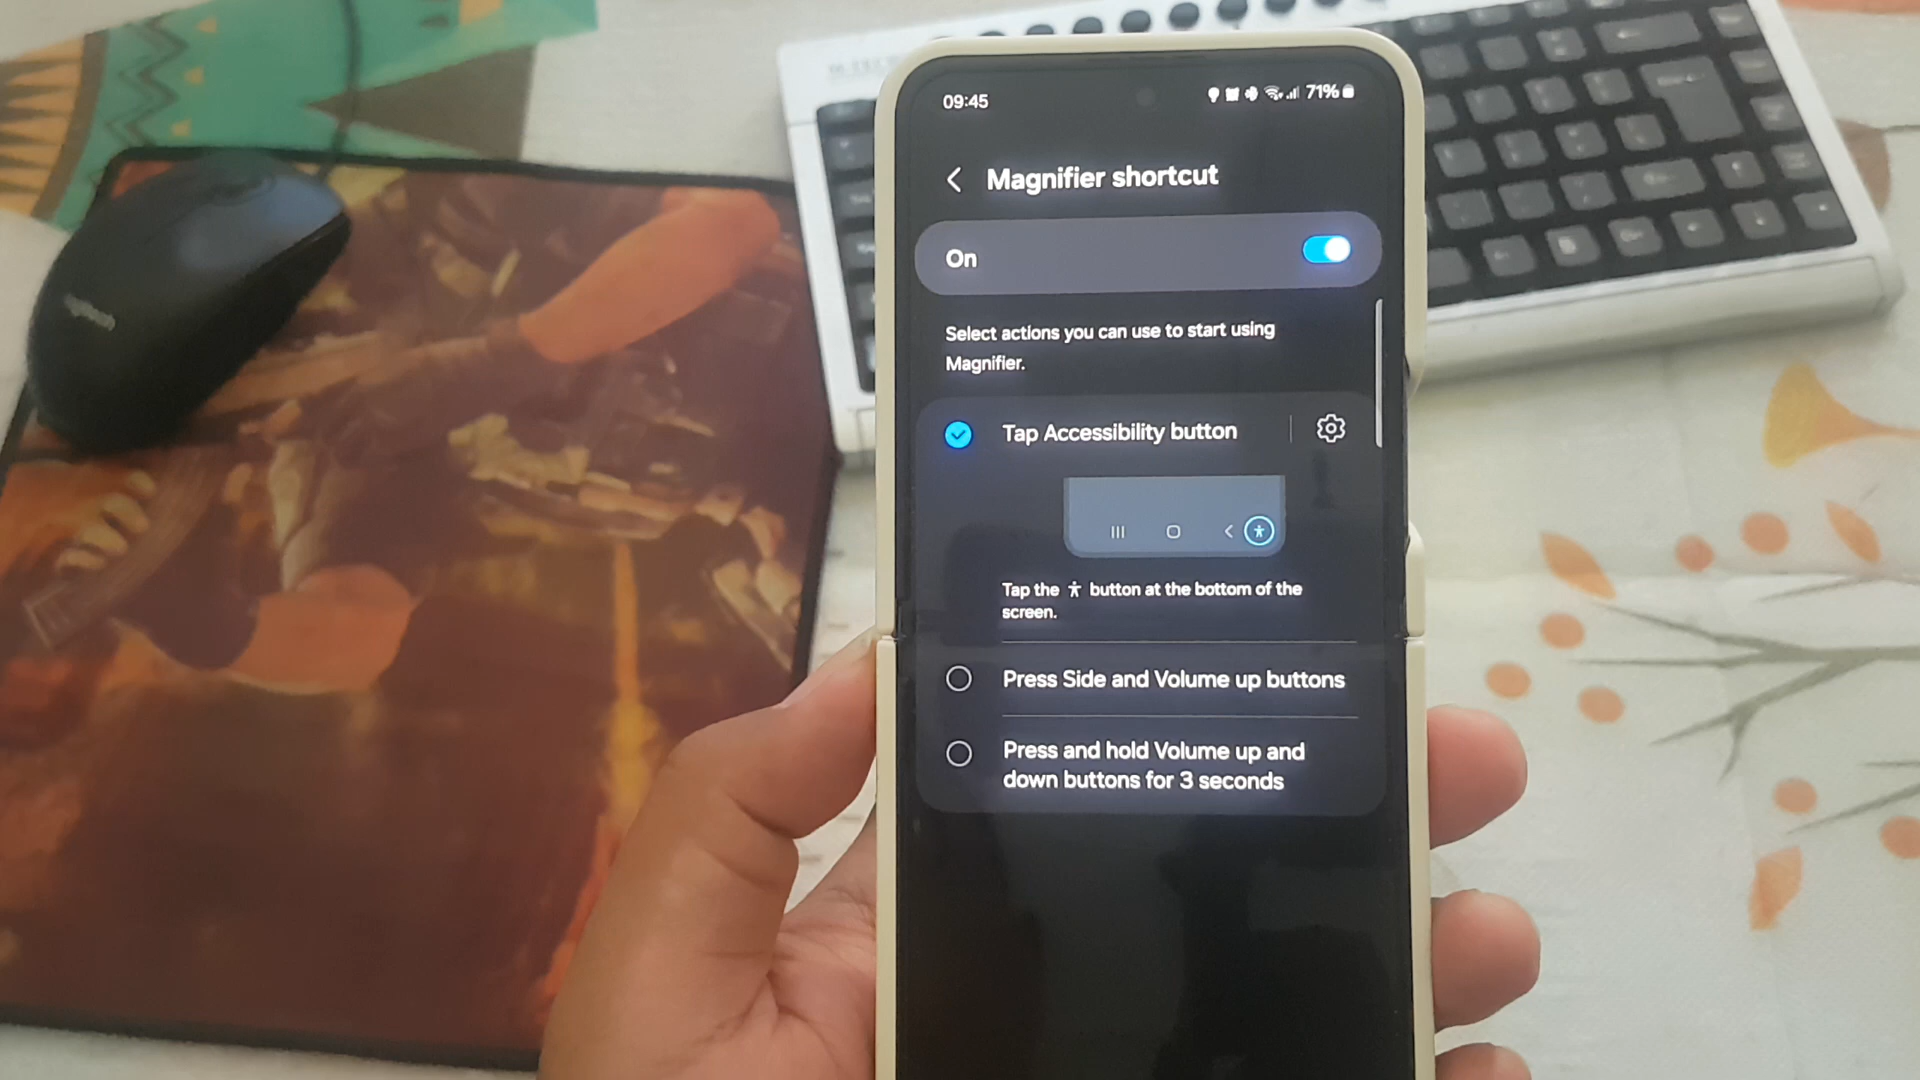 09:45
71%
Magnifier shortcut
On
Select actions you can use to start using
Magnifier.
Tap Accessibility button
Tap the button at the bottom of the
screen.
Press Side and Volume up buttons
Press and hold Volume up and
down buttons for 3 seconds
logitech